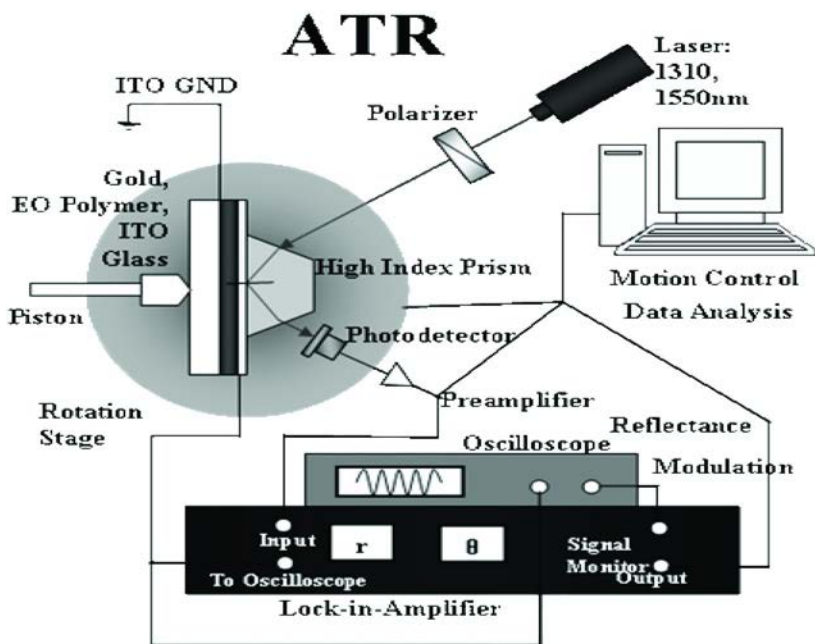 ATR
Laser:
1310,
1550nm
ITO GND
Polarizer
Gold,
EO Polymer,
ITO
Glass
High Index Prism
Motion Control
Data Analysis
Piston
Photodetector
Preamplifier
Rotation
Stage
Reflectance
Oscilloscope
Modulation
Input
r
θ
Signal
Monitor
To Oscilloscope
Output
Lock-in-Amplifier